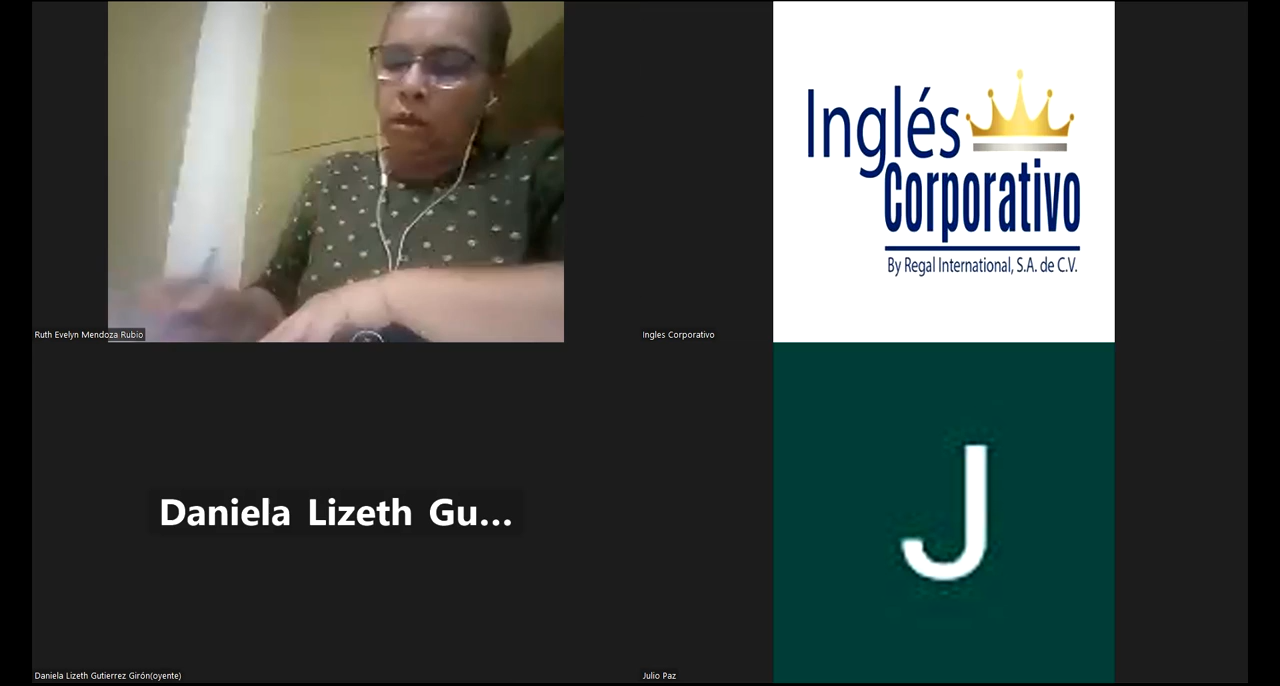 Inglés
Corporativo
By Regal International, S.A. de C.V.
Ruth Evelyn Mendoza Rubio
Ingles Corporativo
Daniela Lizeth Gu...
J
Daniela Lizeth Gutierrez Girón(oyente)
Julio Paz